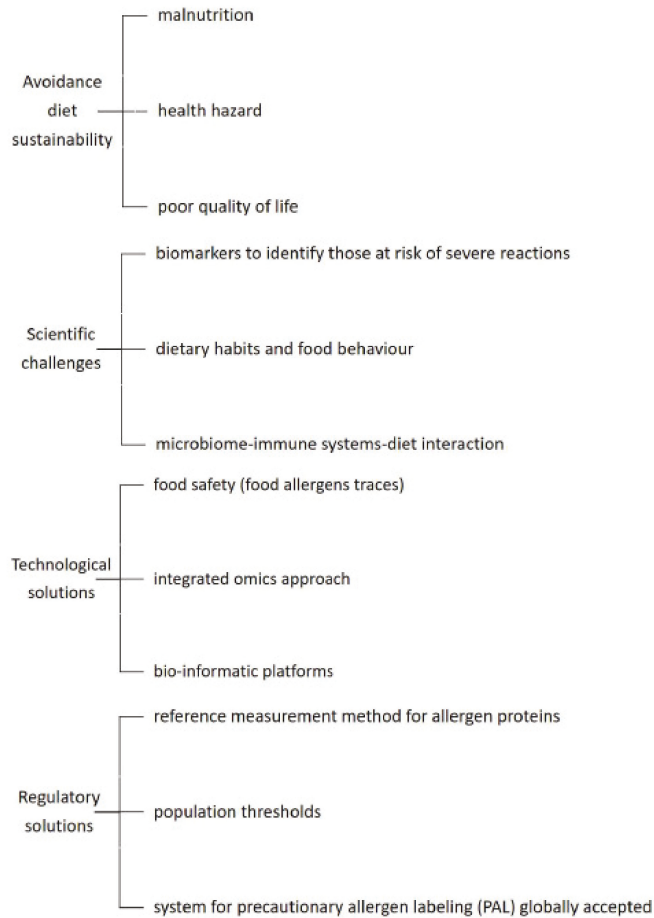 malnutrition
Avoidance
diet
sustainability
health hazard
poor quality of life
biomarkers to identify those at risk of severe reactions
Scientific
challenges
dietary habits and food behaviour
microbiome-immune systems-diet interaction
food safety (food allergens traces)
Technological
solutions
integrated omics approach
bio-informatic platforms
reference measurement method for allergen proteins
Regulatory
solutions
population thresholds
system for precautionary allergen labeling (PAL) globally accepted